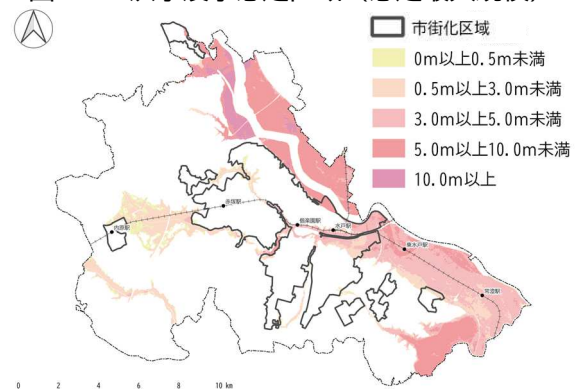 市街化区域
0m以上0.5m未満
0.5m以上3.0m未満
3.0m以上5.0m未満
5.0m以上10.0m未満
10.0m以上
赤塚駅
内原駅
偕楽園駅
水戸駅
東水戸駅
常澄駅
0 2 4 6 8 10 km